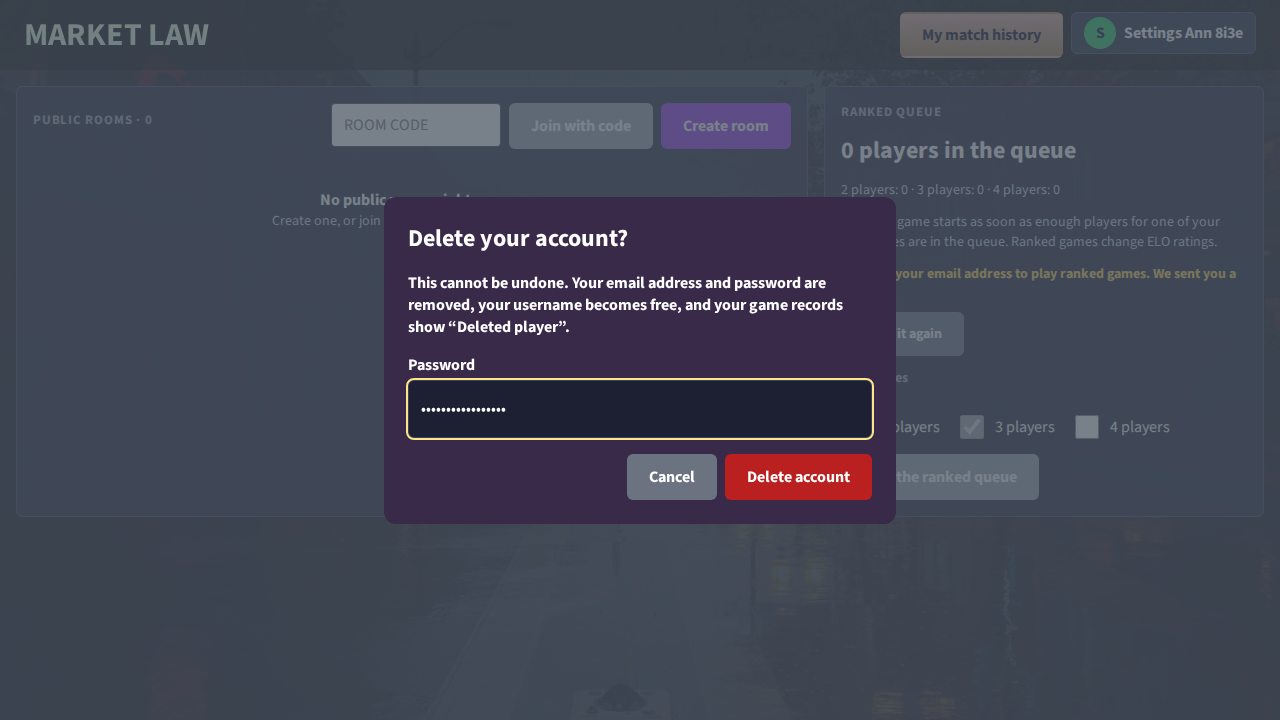 MARKET LAW
My match history
S
Settings Ann 8i3e
PUBLIC ROOMS · 0
ROOM CODE
Join with code
Create room
No public
Create one, or join
RANKED QUEUE
0 players in the queue
2 players: 0 · 3 players: 0 · 4 players: 0
game starts as soon as enough players for one of your
are in the queue. Ranked games change ELO ratings.
your email address to play ranked games. We sent you a
it again
players
3 players
4 players
the ranked queue
Delete your account?
This cannot be undone. Your email address and password are
removed, your username becomes free, and your game records
show “Deleted player”.
Password
•••••••••••••••••
Cancel
Delete account